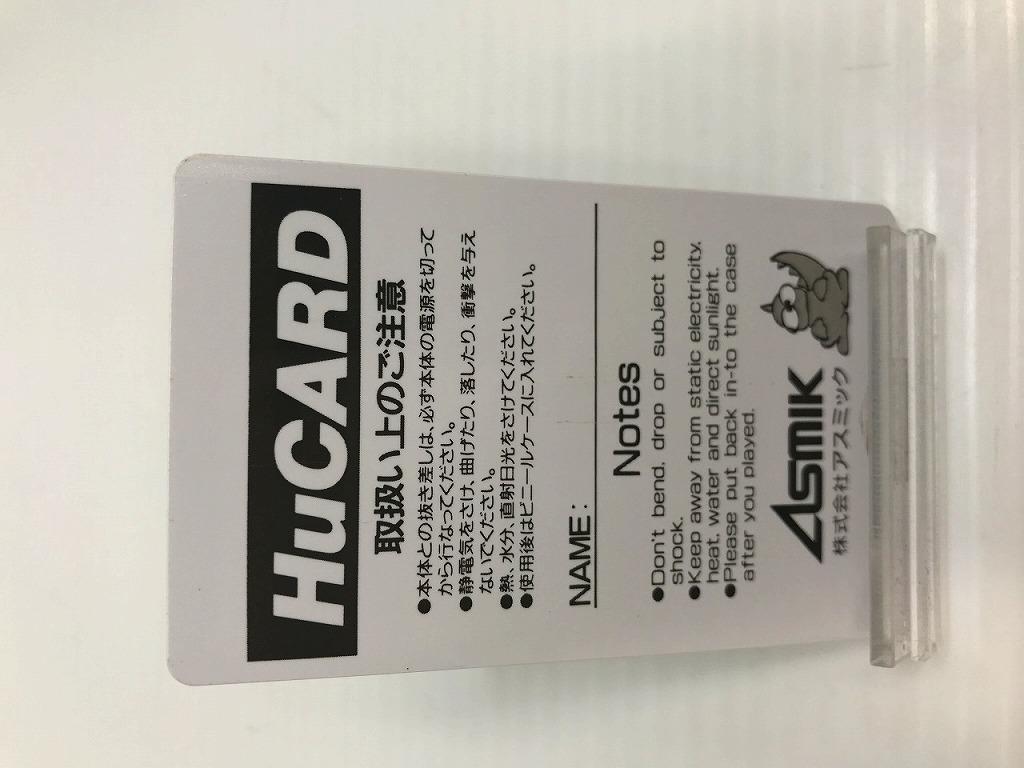 HuCARD
取扱い上のご注意
●本体との抜き差しは、必ず本体の電源を切って
から行なってください。
●静電気をさけ、曲げたり、落したり、衝撃を与え
ないでください。
●熱、水分、直射日光をさけてください。
●使用後はビニールケースに入れてください。
NAME:
Notes
●Don't bend, drop or subject to
shock.
●Keep away from static electricity,
heat, water and direct sunlight.
●Please put back in-to the case
after you played.
Asmik
株式会社アスミック